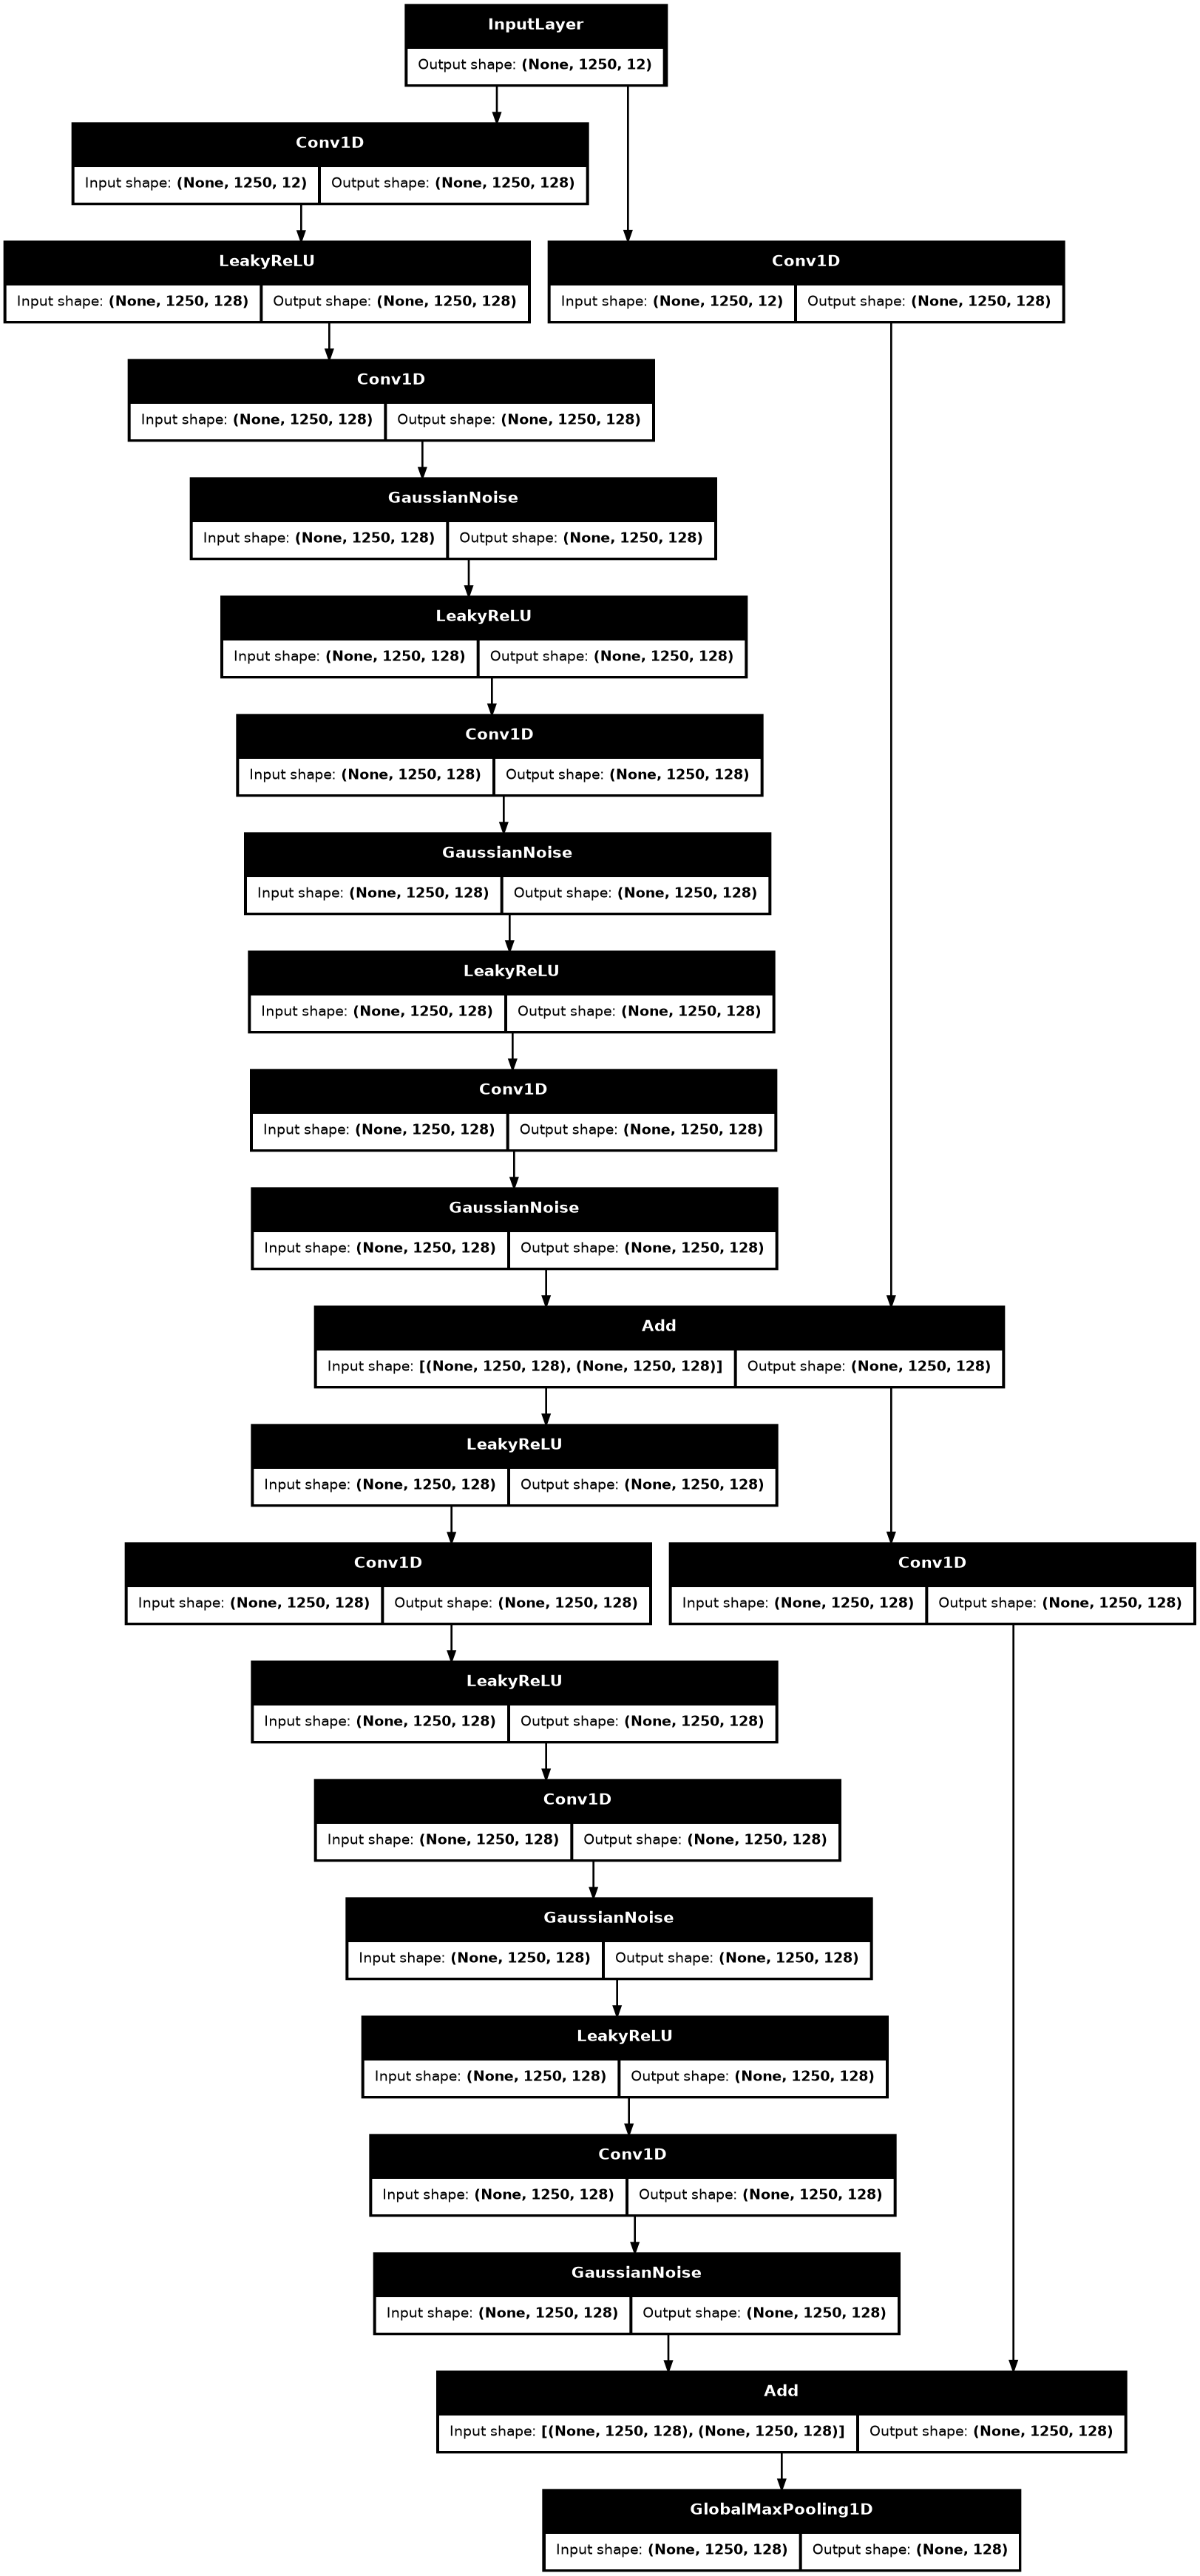 InputLayer
Output shape: (None, 1250, 12)
Conv1D
Input shape: (None, 1250, 12) Output shape: (None, 1250, 128)
LeakyReLU
Input shape: (None, 1250, 128) Output shape: (None, 1250, 128)
Conv1D
Input shape: (None, 1250, 12) Output shape: (None, 1250, 128)
Conv1D
Input shape: (None, 1250, 128) Output shape: (None, 1250, 128)
GaussianNoise
Input shape: (None, 1250, 128) Output shape: (None, 1250, 128)
LeakyReLU
Input shape: (None, 1250, 128) Output shape: (None, 1250, 128)
Conv1D
Input shape: (None, 1250, 128) Output shape: (None, 1250, 128)
GaussianNoise
Input shape: (None, 1250, 128) Output shape: (None, 1250, 128)
LeakyReLU
Input shape: (None, 1250, 128) Output shape: (None, 1250, 128)
Conv1D
Input shape: (None, 1250, 128) Output shape: (None, 1250, 128)
GaussianNoise
Input shape: (None, 1250, 128) Output shape: (None, 1250, 128)
Add
Input shape: [(None, 1250, 128), (None, 1250, 128)] Output shape: (None, 1250, 128)
LeakyReLU
Input shape: (None, 1250, 128) Output shape: (None, 1250, 128)
Conv1D
Input shape: (None, 1250, 128) Output shape: (None, 1250, 128)
Conv1D
Input shape: (None, 1250, 128) Output shape: (None, 1250, 128)
LeakyReLU
Input shape: (None, 1250, 128) Output shape: (None, 1250, 128)
Conv1D
Input shape: (None, 1250, 128) Output shape: (None, 1250, 128)
GaussianNoise
Input shape: (None, 1250, 128) Output shape: (None, 1250, 128)
LeakyReLU
Input shape: (None, 1250, 128) Output shape: (None, 1250, 128)
Conv1D
Input shape: (None, 1250, 128) Output shape: (None, 1250, 128)
GaussianNoise
Input shape: (None, 1250, 128) Output shape: (None, 1250, 128)
Add
Input shape: [(None, 1250, 128), (None, 1250, 128)] Output shape: (None, 1250, 128)
GlobalMaxPooling1D
Input shape: (None, 1250, 128) Output shape: (None, 128)